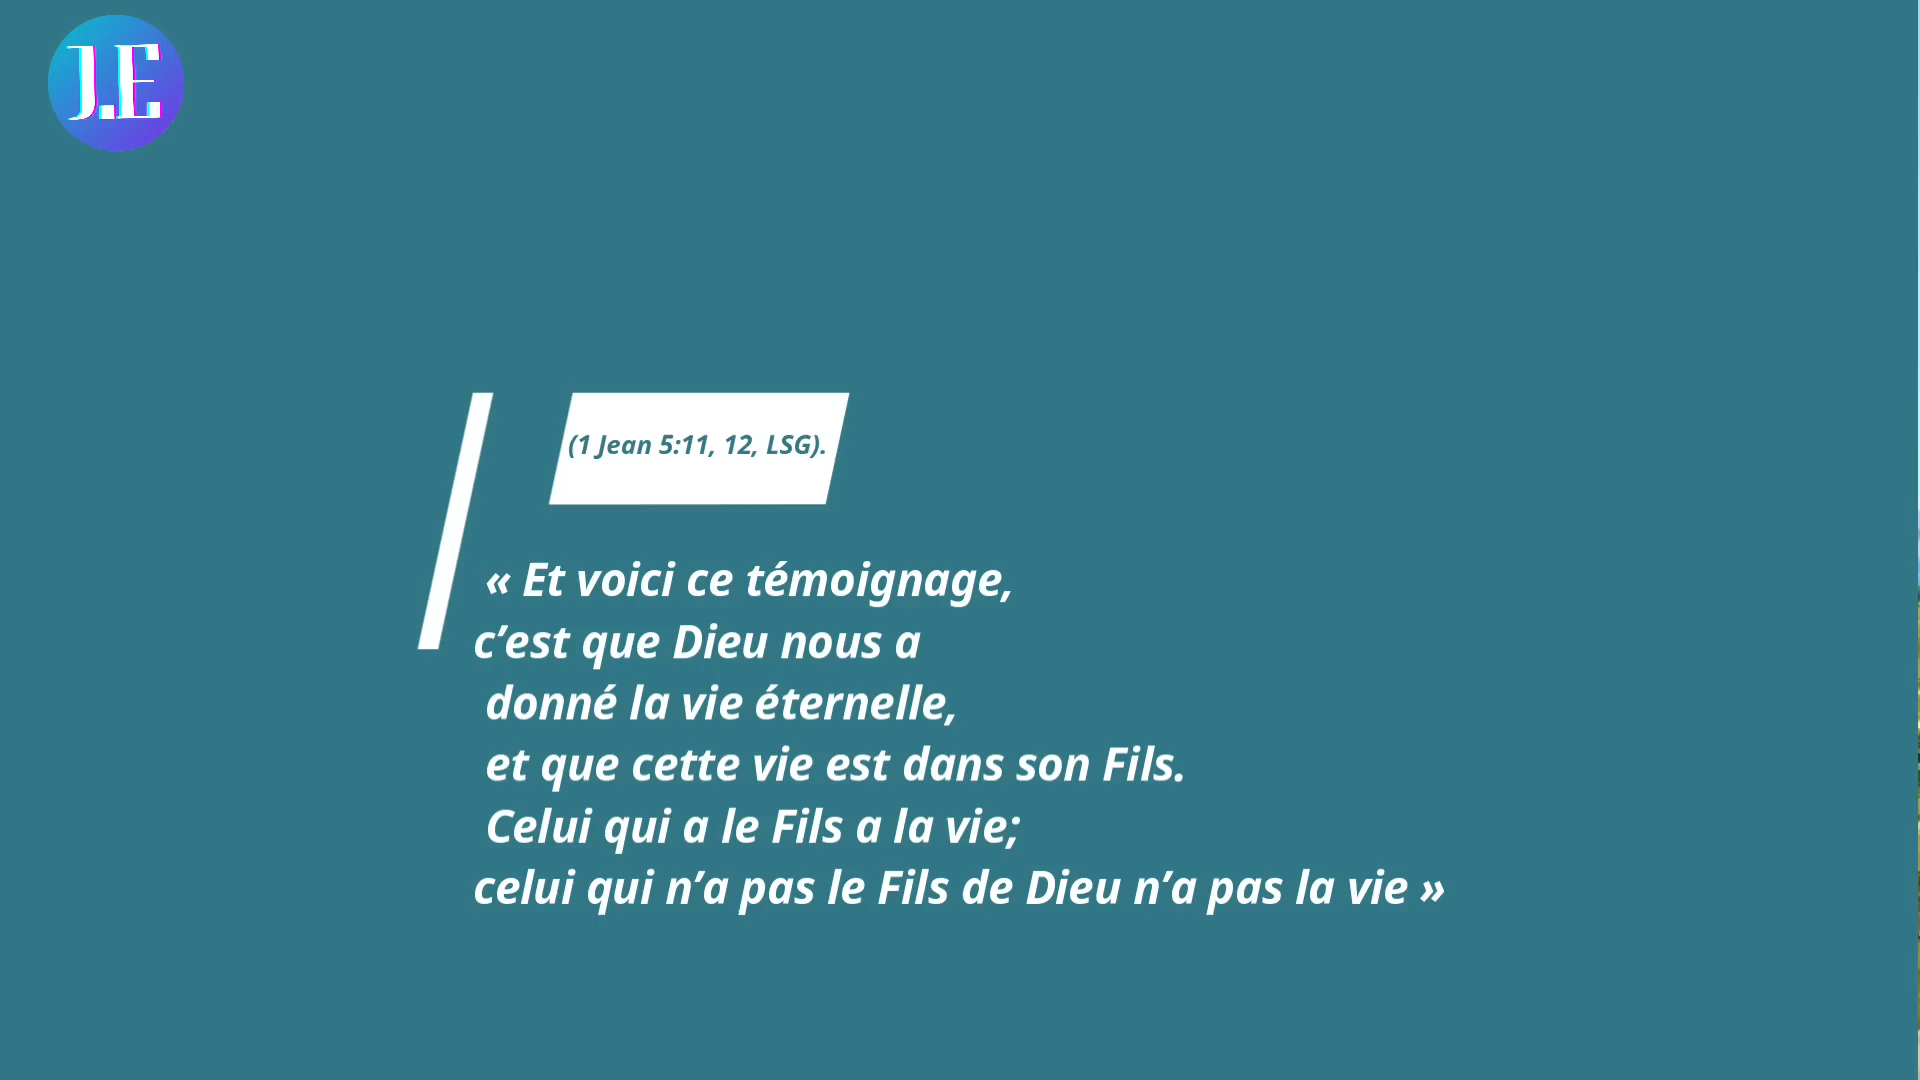 J.E
(1 Jean 5:11, 12, LSG).
« Et voici ce témoignage,
c’est que Dieu nous a
donné la vie éternelle,
et que cette vie est dans son Fils.
Celui qui a le Fils a la vie;
celui qui n’a pas le Fils de Dieu n’a pas la vie »